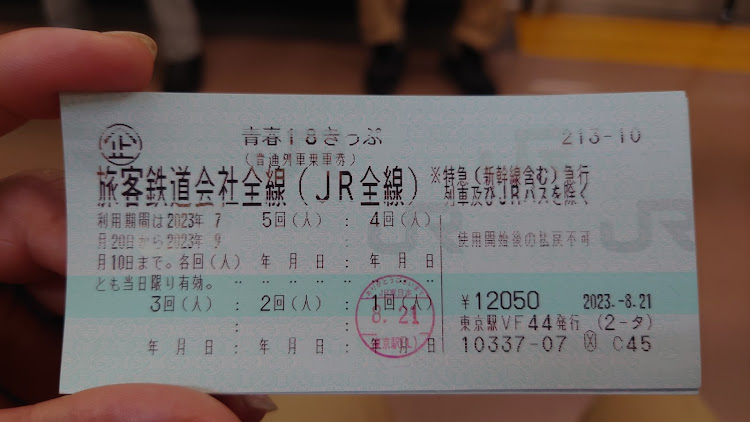 企 青春18きっぷ 213-10
（普通列車乗車券）
旅客鉄道会社全線（JR全線）※特急（新幹線含む）急行
列車及びJRバスを除く
利用期間は2023年 7 5回（人） : 4回（人）
月20日から2023年 9 : 使用開始後の払戻不可
月10日まで。各回（人） 年 月 日 : 年 月 日
とも当日限り有効。
3回（人） : 2回（人） : 1回（人） ¥12050 2023.-8.21
8.21
東京駅VF44発行 （2-タ）
年 月 日 : 年 月 日 : 年 月 日 10337-07 C45